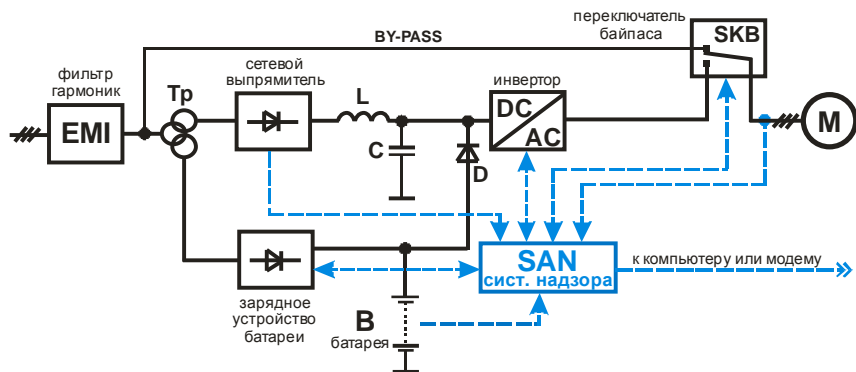 переключатель
байпаса
SKB
BY-PASS
фильтр
гармоник
EMI
Тр
сетевой
выпрямитель
L
C
D
инвертор
DC
AC
M
SAN
сист. надзора
к компьютеру или модему
зарядное
устройство
батареи
B
батарея